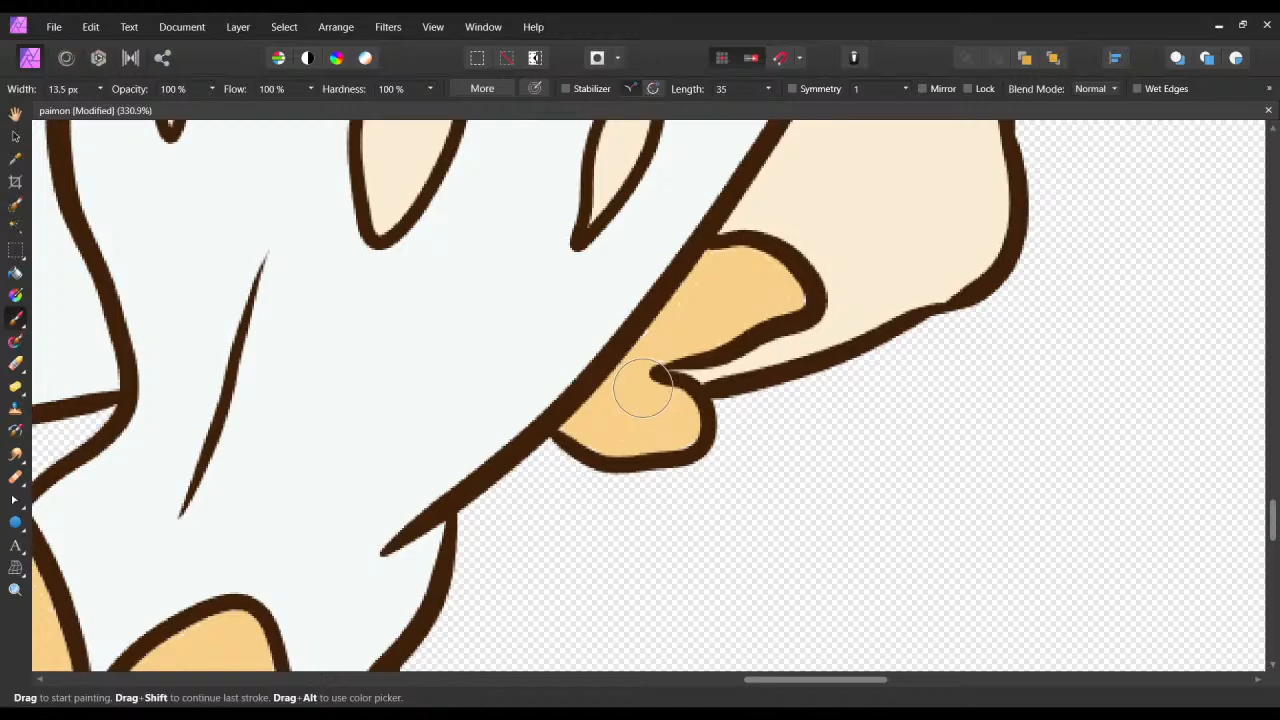 File Edit Text Document Layer Select Arrange Filters View Window Help
Width: 13.5 px Opacity: 100 % Flow: 100 % Hardness: 100 % More Stabilizer Length: 35 Symmetry 1 Mirror Lock Blend Mode: Normal Wet Edges
paimon [Modified] (330.9%)
Drag to start painting. Drag+Shift to continue last stroke. Drag+Alt to use color picker.